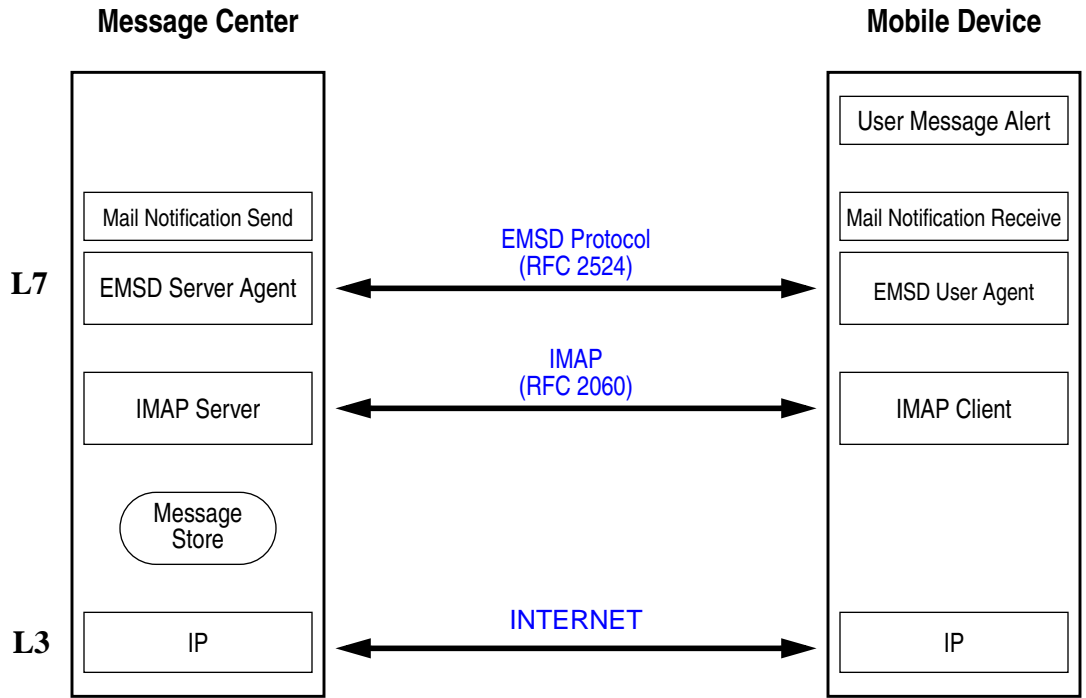 Message Center
Mobile Device
User Message Alert
Mail Notification Send
Mail Notification Receive
EMSD Protocol
(RFC 2524)
L7
EMSD Server Agent
EMSD User Agent
IMAP
(RFC 2060)
IMAP Server
IMAP Client
Message
Store
INTERNET
L3
IP
IP